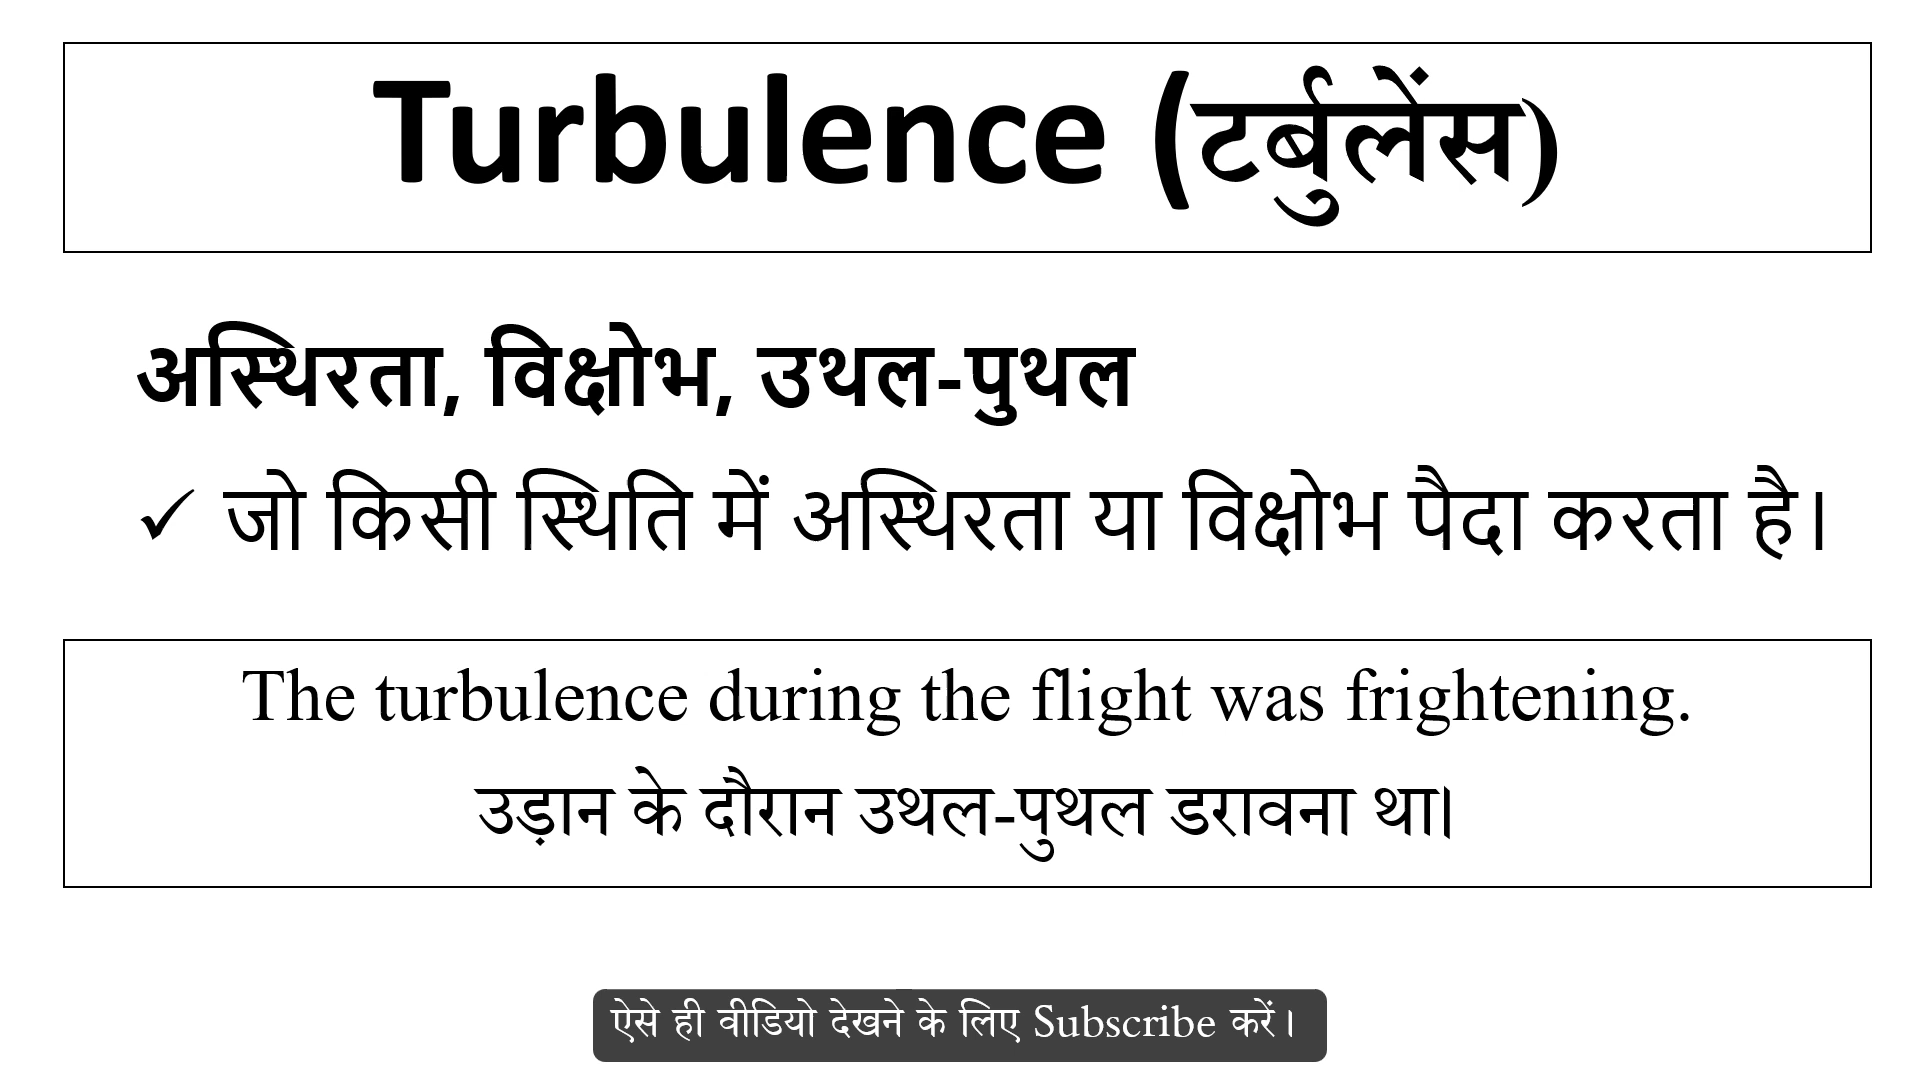 Turbulence (टर्बुलेंस)
अस्थिरता, विक्षोभ, उथल-पुथल
✓ जो किसी स्थिति में अस्थिरता या विक्षोभ पैदा करता है।
The turbulence during the flight was frightening.
उड़ान के दौरान उथल-पुथल डरावना था।
ऐसे ही वीडियो देखने के लिए Subscribe करें।